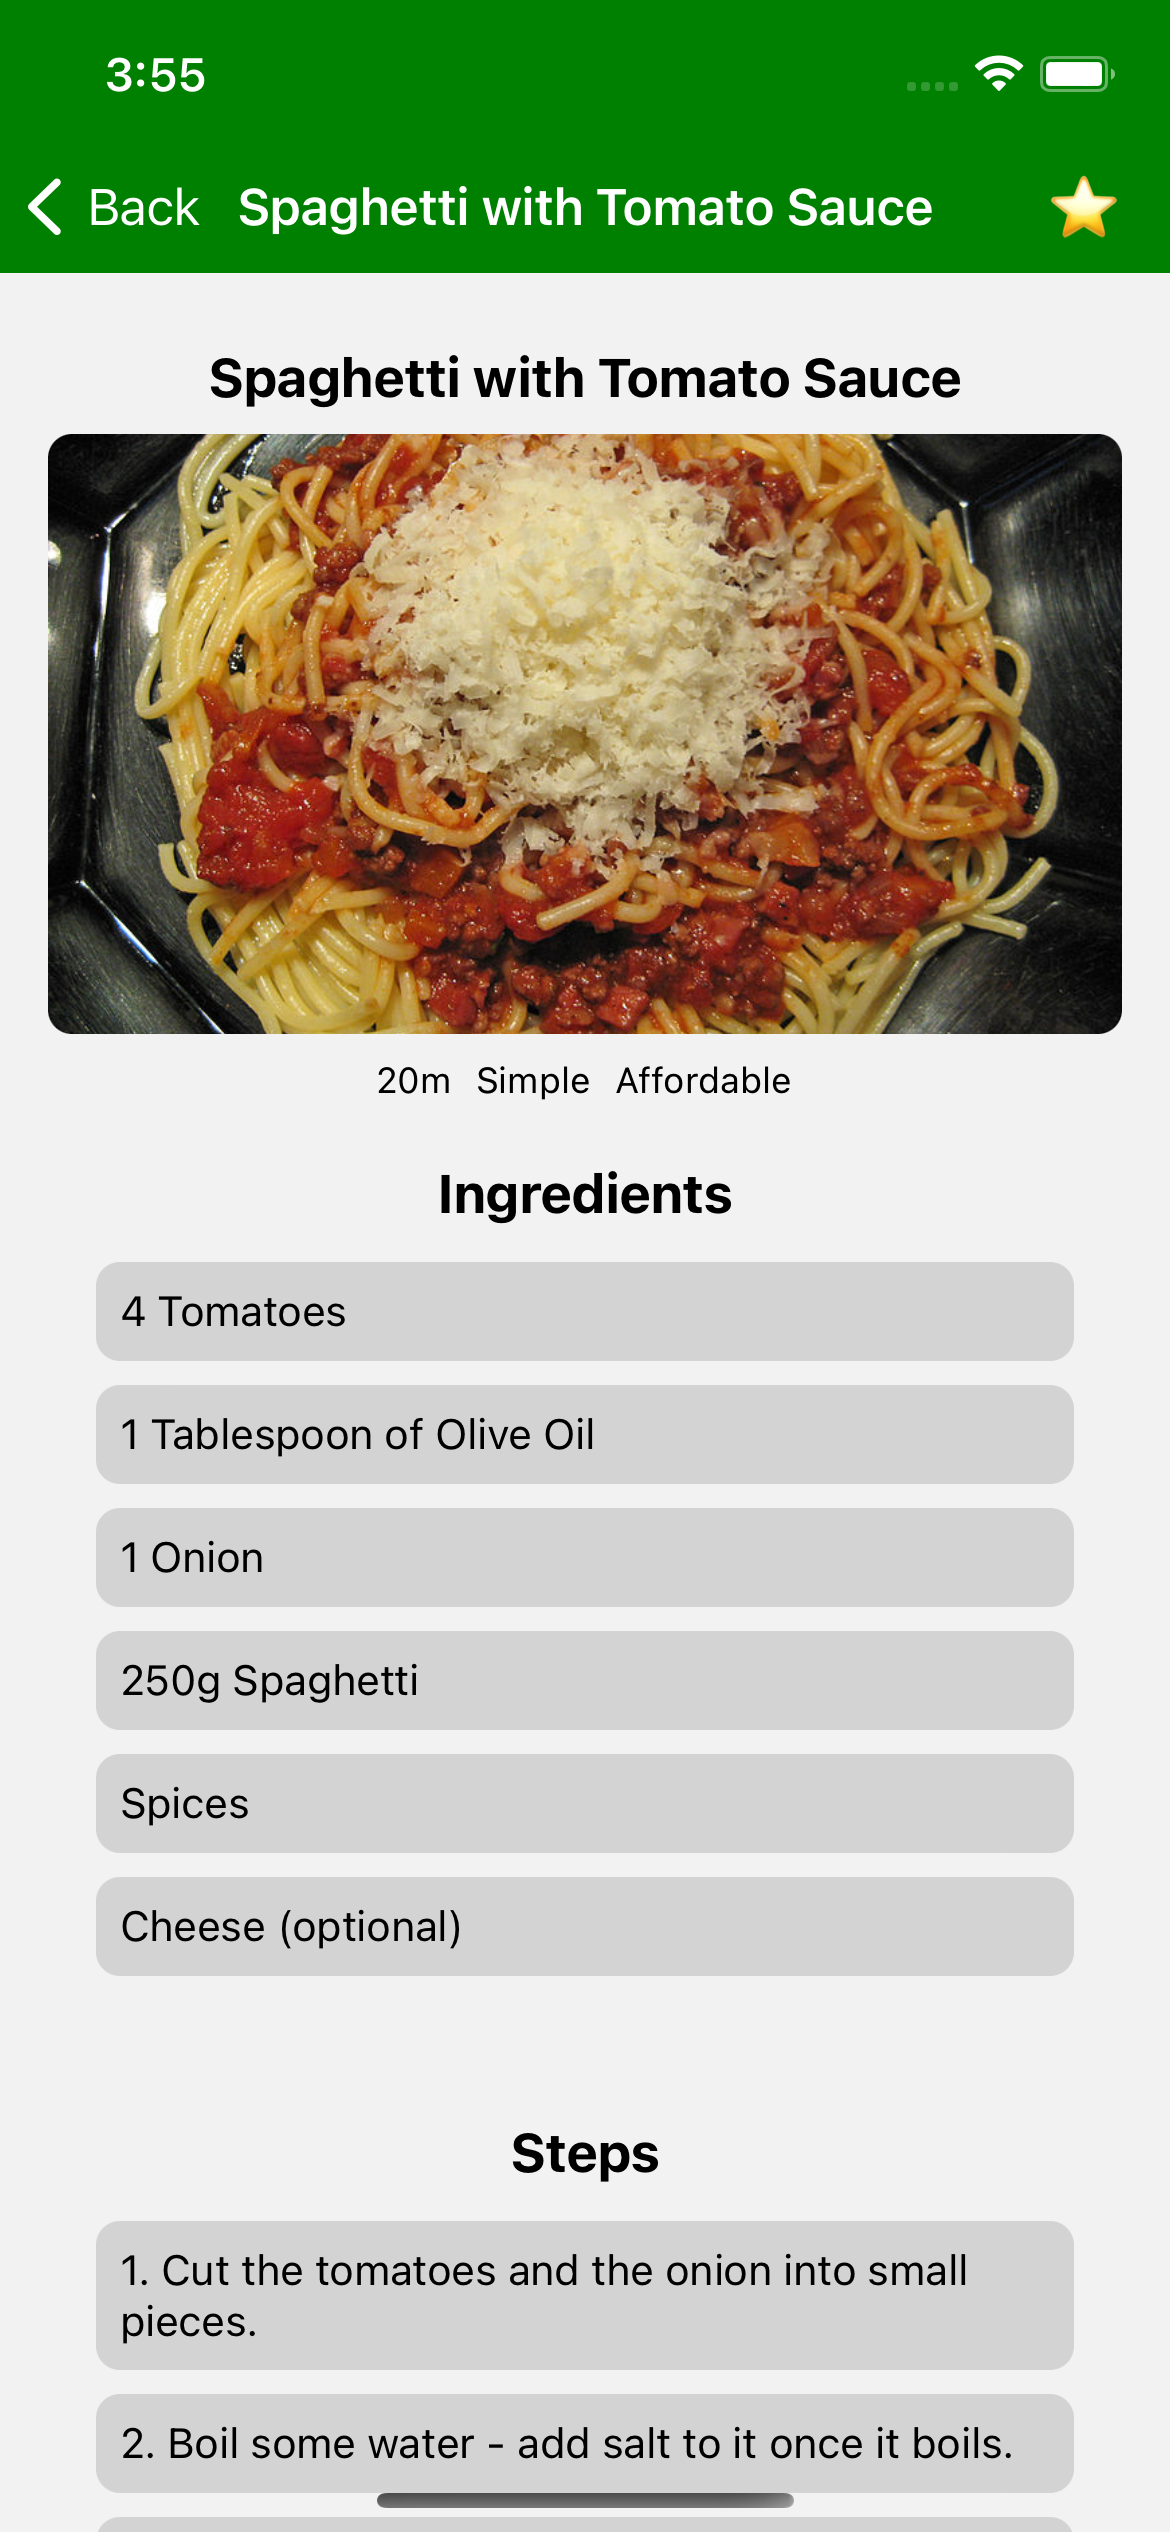 3:55
Back Spaghetti with Tomato Sauce
Spaghetti with Tomato Sauce
20m Simple Affordable
Ingredients
4 Tomatoes
1 Tablespoon of Olive Oil
1 Onion
250g Spaghetti
Spices
Cheese (optional)
Steps
1. Cut the tomatoes and the onion into small
pieces.
2. Boil some water - add salt to it once it boils.